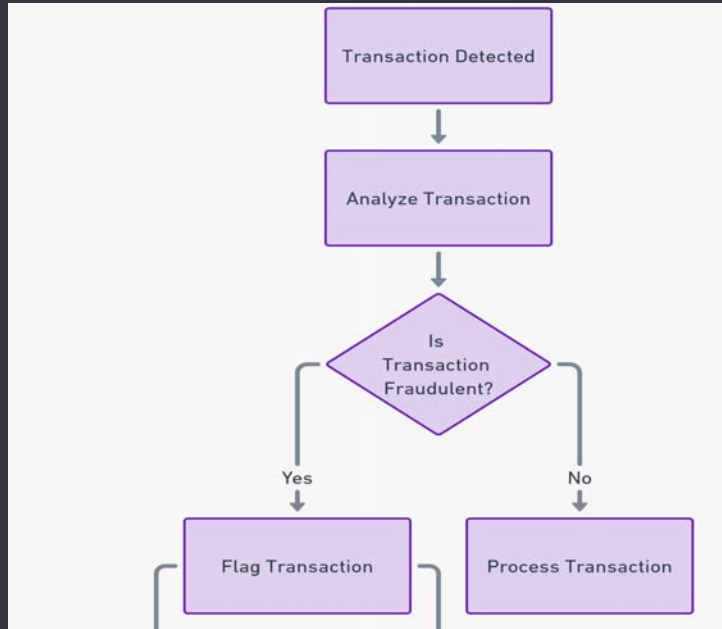 Transaction Detected
Analyze Transaction
Is
Transaction
Fraudulent?
Yes
No
Flag Transaction
Process Transaction